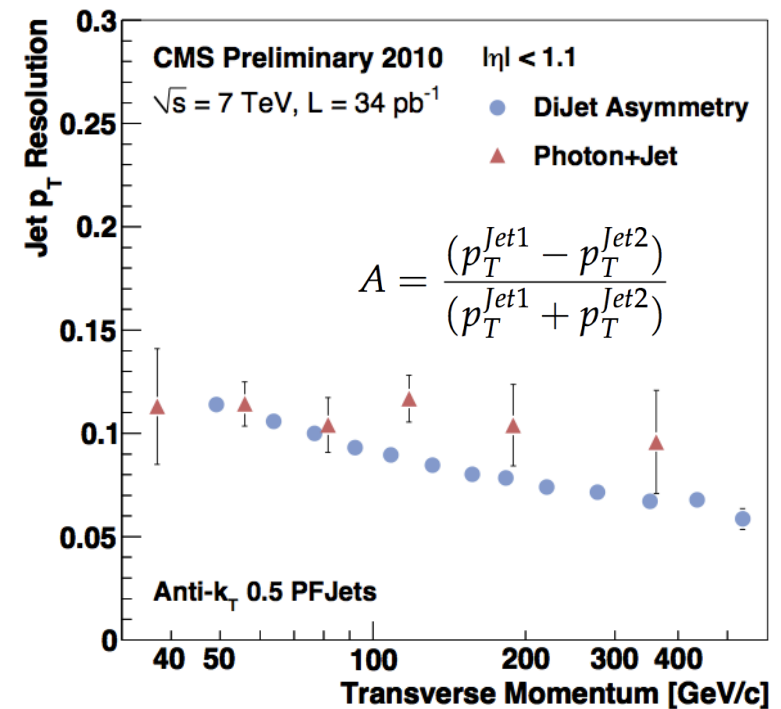 0.3
CMS Preliminary 2010 |η| < 1.1
√s = 7 TeV, L = 34 pb⁻¹
DiJet Asymmetry
Photon+Jet
Jet p_T Resolution
0.25
0.2
A = (p_T^{Jet1} − p_T^{Jet2}) / (p_T^{Jet1} + p_T^{Jet2})
0.15
0.1
0.05
Anti-k_T 0.5 PFJets
0
40 50 100 200 300 400
Transverse Momentum [GeV/c]